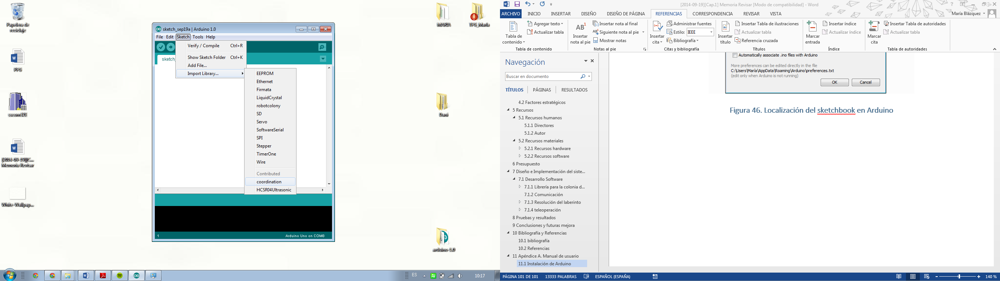 Papelera de
reciclaje
PFG
sscom32E
[2014-09-19][C...
Memoria Revisar
White-Wallpap...
sketch_sep19a | Arduino 1.0
File Edit Sketch Tools Help
Verify / Compile Ctrl+R
Show Sketch Folder Ctrl+K
Add File...
Import Library...
sketch_
EEPROM
Ethernet
Firmata
LiquidCrystal
robotcolony
SD
Servo
SoftwareSerial
SPI
Stepper
TimerOne
Wire
Contributed
coordination
HCSR04Ultrasonic
1
Arduino Uno on COM8
MARIA
TFG_María
Dani
arduino-1.0
ES
10:17
[2014-09-19][Cap.1] Memoria Revisar [Modo de compatibilidad] - Word
ARCHIVO INICIO INSERTAR DISEÑO DISEÑO DE PÁGINA REFERENCIAS CORRESPONDENCIA REVISAR VISTA
María Blázquez
Tabla de
contenido
Agregar texto
Actualizar tabla
Tabla de contenido
AB1
Insertar
nota al pie
Insertar nota al final
Siguiente nota al pie
Mostrar notas
Notas al pie
Insertar
cita
Administrar fuentes
Estilo: IEEE
Bibliografía
Citas y bibliografía
Insertar
título
Insertar Tabla de ilustraciones
Actualizar tabla
Referencia cruzada
Títulos
Marcar
entrada
Insertar índice
Actualizar índice
Índice
Marcar
cita
Insertar Tabla de autoridades
Actualizar tabla
Tabla de autoridades
Navegación
Buscar en documento
TÍTULOS PÁGINAS RESULTADOS
4.2 Factores estratégicos
5 Recursos
5.1 Recursos humanos
5.1.1 Directores
5.1.2 Autor
5.2 Recursos materiales
5.2.1 Recursos hardware
5.2.2 Recursos software
6 Presupuesto
7 Diseño e Implementación del siste...
7.1 Desarrollo Software
7.1.1 Librería para la colonia d...
7.1.2 Comunicación
7.1.3 Resolución del laberinto
7.1.4 teleoperación
8 Pruebas y resultados
9 Conclusiones y futuras mejora
10 Bibliografía y Referencias
10.1 bibliografía
10.2 Referencias
11 Apéndice A. Manual de usuario
11.1 Instalación de Arduino
Automatically associate .ino files with Arduino
More preferences can be edited directly in the file
C:\Users\María\AppData\Roaming\Arduino\preferences.txt
(edit only when Arduino is not running)
OK Cancel
Figura 46. Localización del sketchbook en Arduino
PÁGINA 101 DE 101 13333 PALABRAS ESPAÑOL (ESPAÑA)
140 %